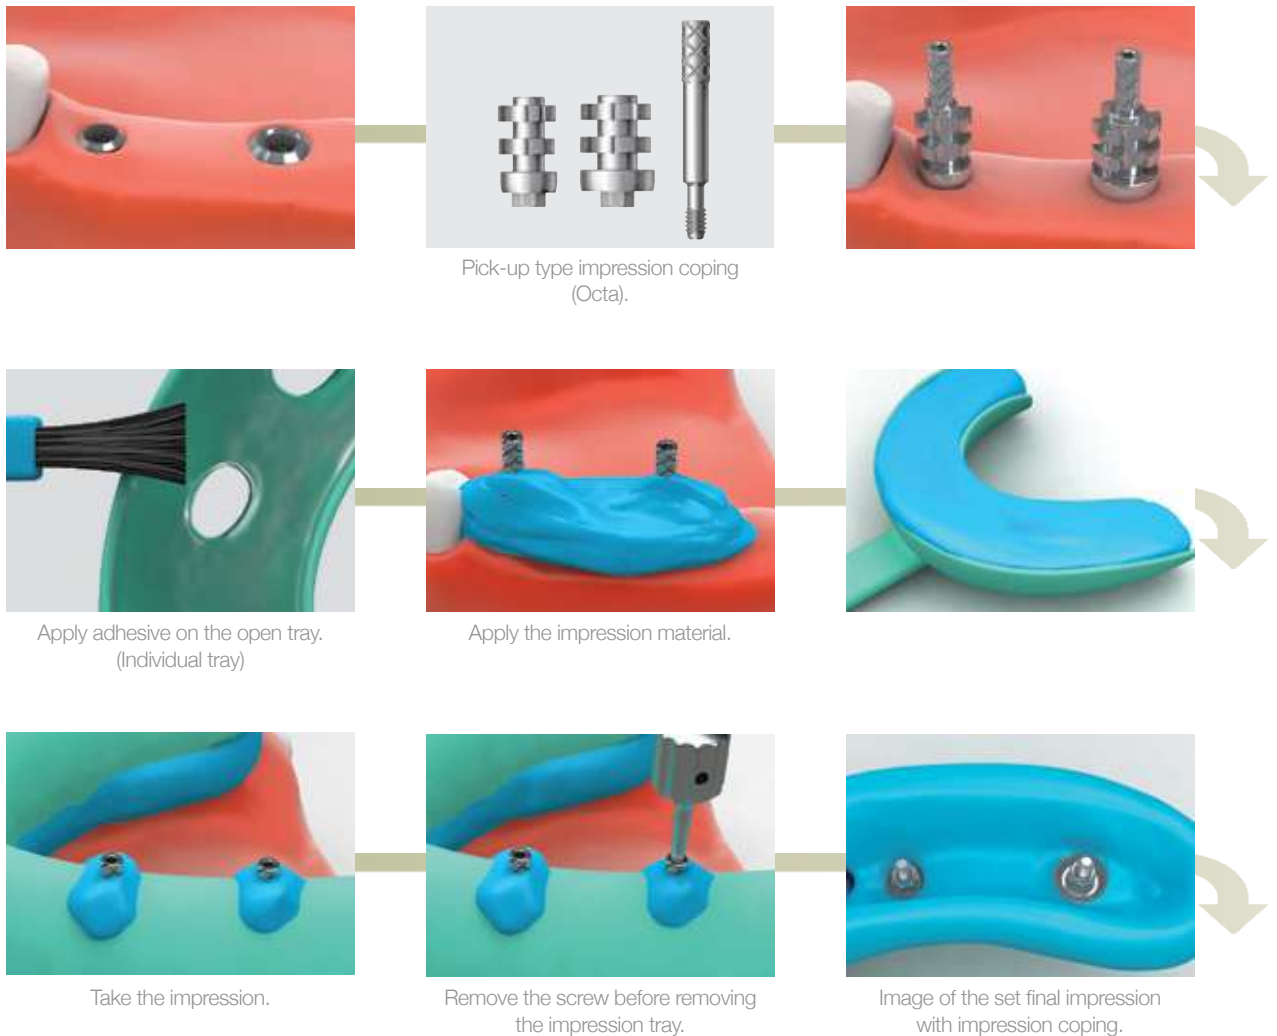 Pick-up type impression coping
(Octa).
Apply adhesive on the open tray.
(Individual tray)
Apply the impression material.
Take the impression.
Remove the screw before removing
the impression tray.
Image of the set final impression
with impression coping.